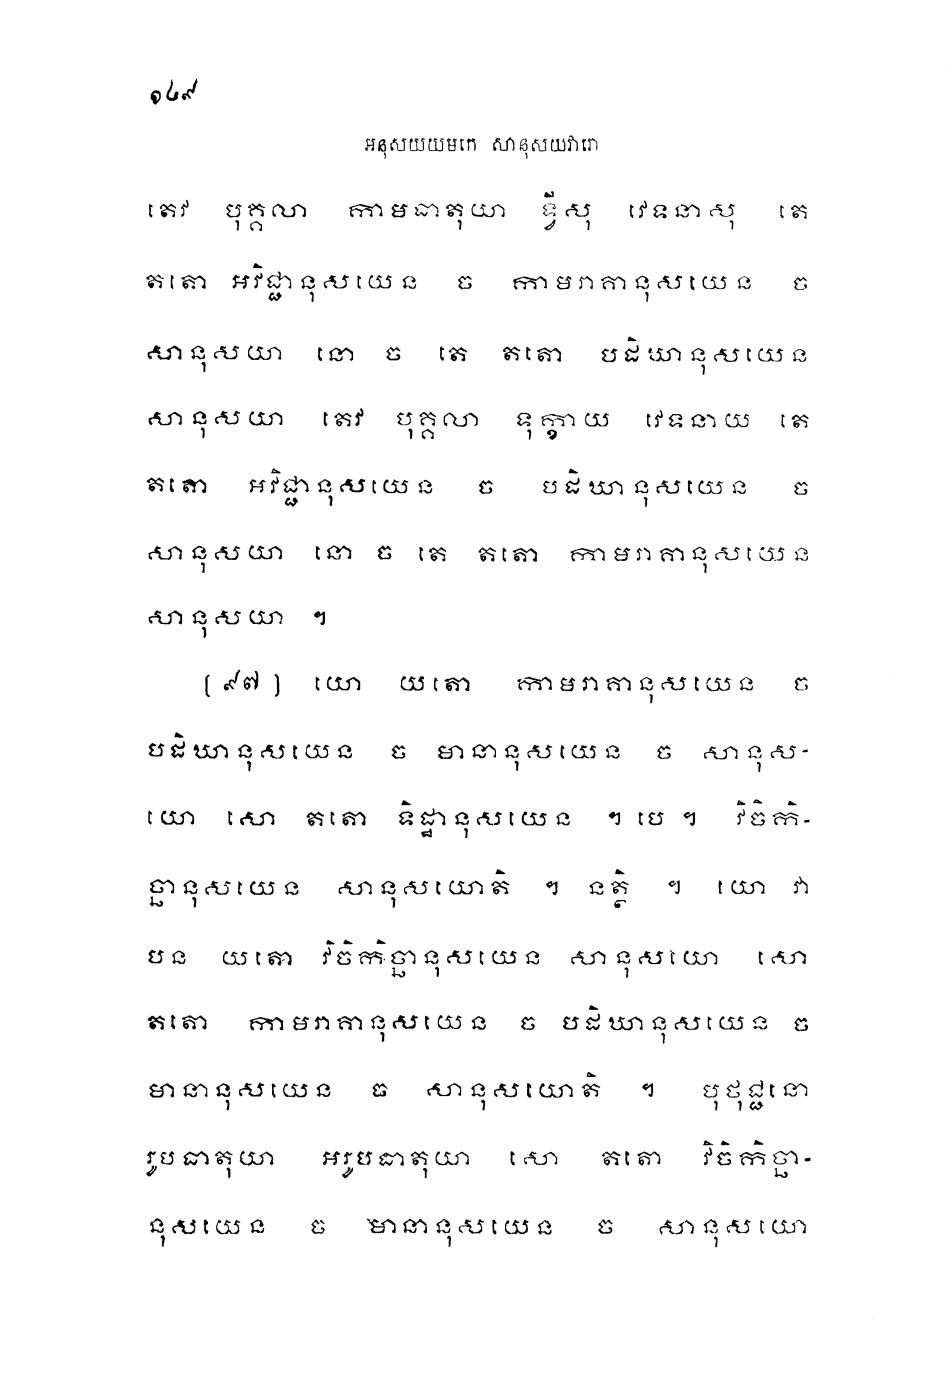 ១៤៩
អនុសយយមកេ សានុសយវារោ
តេវ បុគ្គលា កាមធាតុយា ទ្វីសុ វេទនាសុ តេ
តតោ អវិជ្ជានុសយេន ច កាមរាគានុសយេន ច
សានុសយា នោ ច តេ តតោ បដិឃានុសយេន
សានុសយា តេវ បុគ្គលា ទុក្ខាយ វេទនាយ តេ
តតោ អវិជ្ជានុសយេន ច បដិឃានុសយេន ច
សានុសយា នោ ច តេ តតោ កាមរាគានុសយេន
សានុសយា ។
(៩៧) យោ យតោ កាមរាគានុសយេន ច
បដិឃានុសយេន ច មានានុសយេន ច សានុស-
យោ សោ តតោ ទិដ្ឋានុសយេន ។ បេ ។ វិចិកិ-
ច្ឆានុសយេន សានុសយោតិ ។ នត្ថិ ។ យោ វា
បន យតោ វិចិកិច្ឆានុសយេន សានុសយោ សោ
តតោ កាមរាគានុសយេន ច បដិឃានុសយេន ច
មានានុសយេន ច សានុសយោតិ ។ បុថុជ្ជនោ
រូបធាតុយា អរូបធាតុយា សោ តតោ វិចិកិច្ឆា-
នុសយេន ច មានានុសយេន ច សានុសយោ